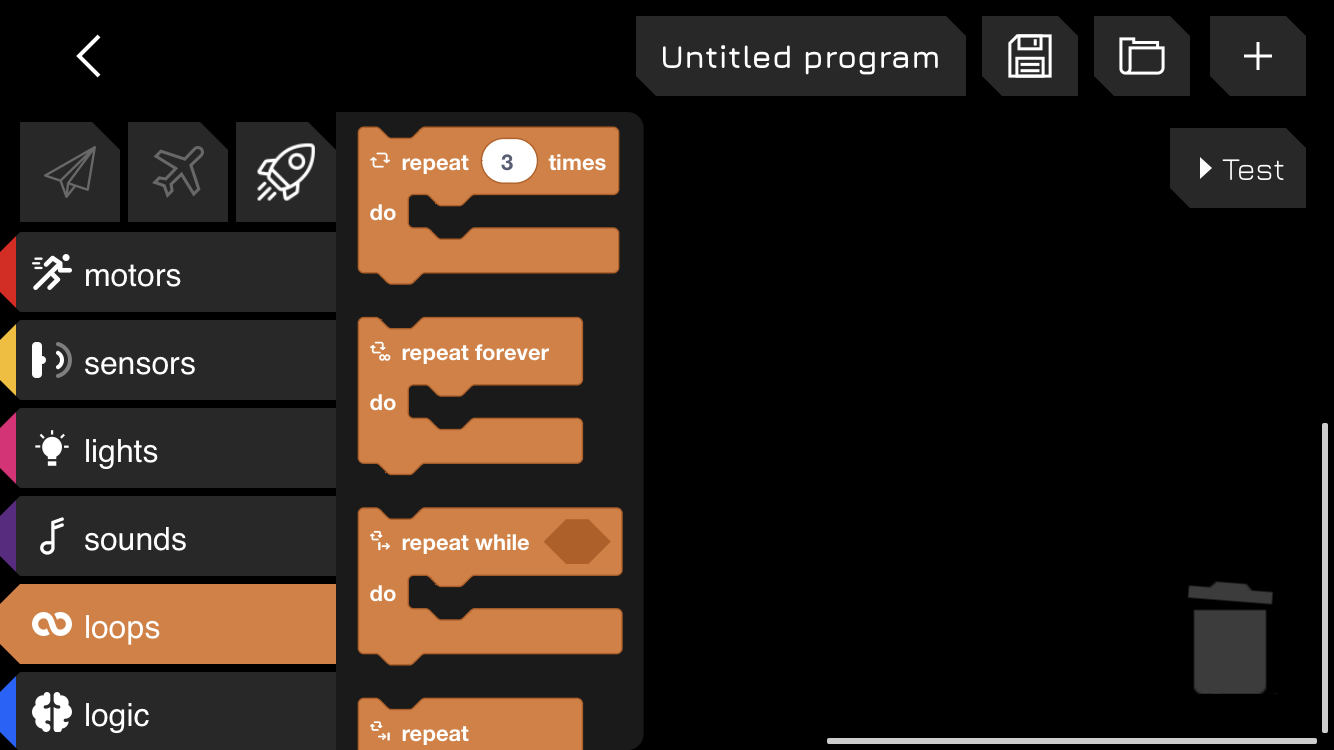 Untitled program
Test
motors
sensors
lights
sounds
loops
logic
repeat 3 times
do
repeat forever
do
repeat while
do
repeat